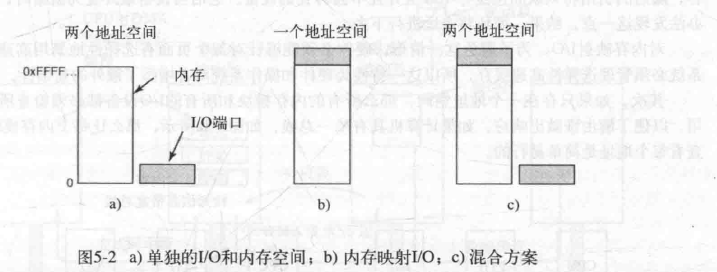 两个地址空间
一个地址空间
两个地址空间
0xFFFF…
内存
I/O端口
0
a)
b)
c)
图5-2 a) 单独的I/O和内存空间；b) 内存映射I/O；c) 混合方案